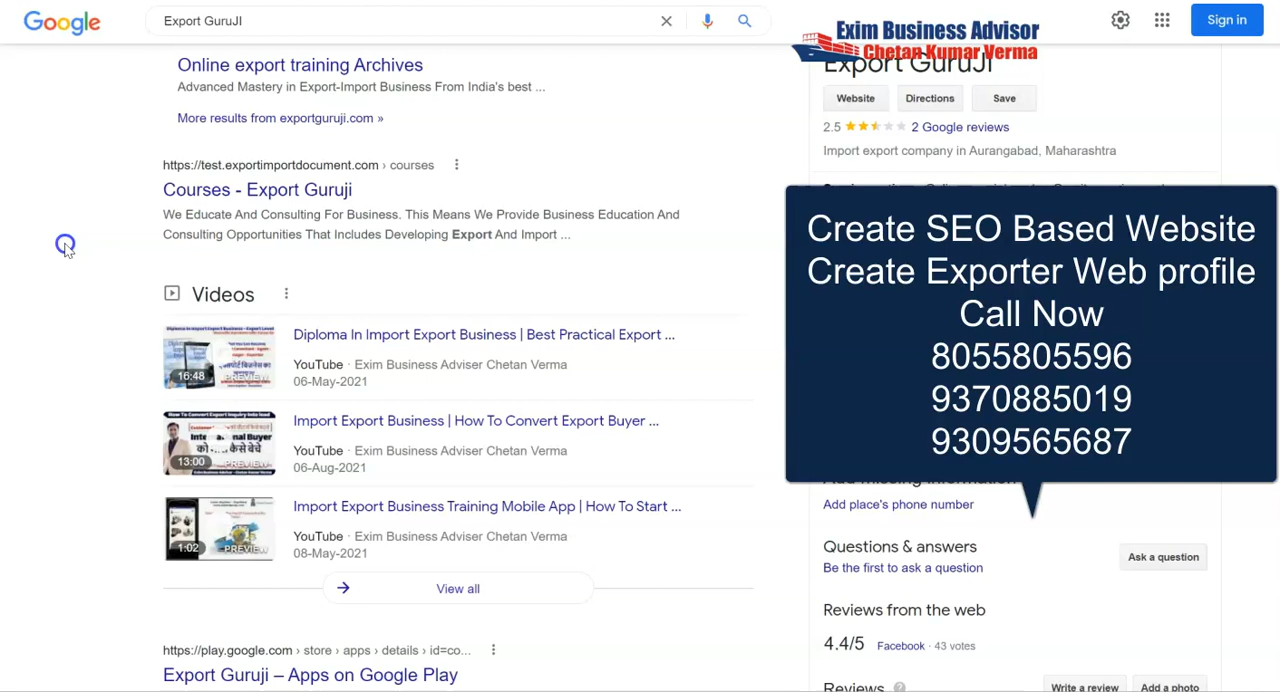 Google
Export GuruJI
Sign in
Exim Business Advisor
Chetan Kumar Verma
Online export training Archives
Advanced Mastery in Export-Import Business From India's best ...
More results from exportguruji.com »
https://test.exportimportdocument.com › courses
Courses - Export Guruji
We Educate And Consulting For Business. This Means We Provide Business Education And
Consulting Opportunities That Includes Developing Export And Import ...
Videos
16:48 PREVIEW
Diploma In Import Export Business | Best Practical Export ...
YouTube · Exim Business Adviser Chetan Verma
06-May-2021
13:00 PREVIEW
Import Export Business | How To Convert Export Buyer ...
YouTube · Exim Business Adviser Chetan Verma
06-Aug-2021
1:02 PREVIEW
Import Export Business Training Mobile App | How To Start ...
YouTube · Exim Business Adviser Chetan Verma
08-May-2021
View all
https://play.google.com › store › apps › details › id=co...
Export Guruji – Apps on Google Play
Export GuruJI
Website Directions Save
2.5 2 Google reviews
Import export company in Aurangabad, Maharashtra
Create SEO Based Website
Create Exporter Web profile
Call Now
8055805596
9370885019
9309565687
Add missing information
Add place's phone number
Questions & answers
Be the first to ask a question
Ask a question
Reviews from the web
4.4/5 Facebook · 43 votes
Reviews
Write a review Add a photo